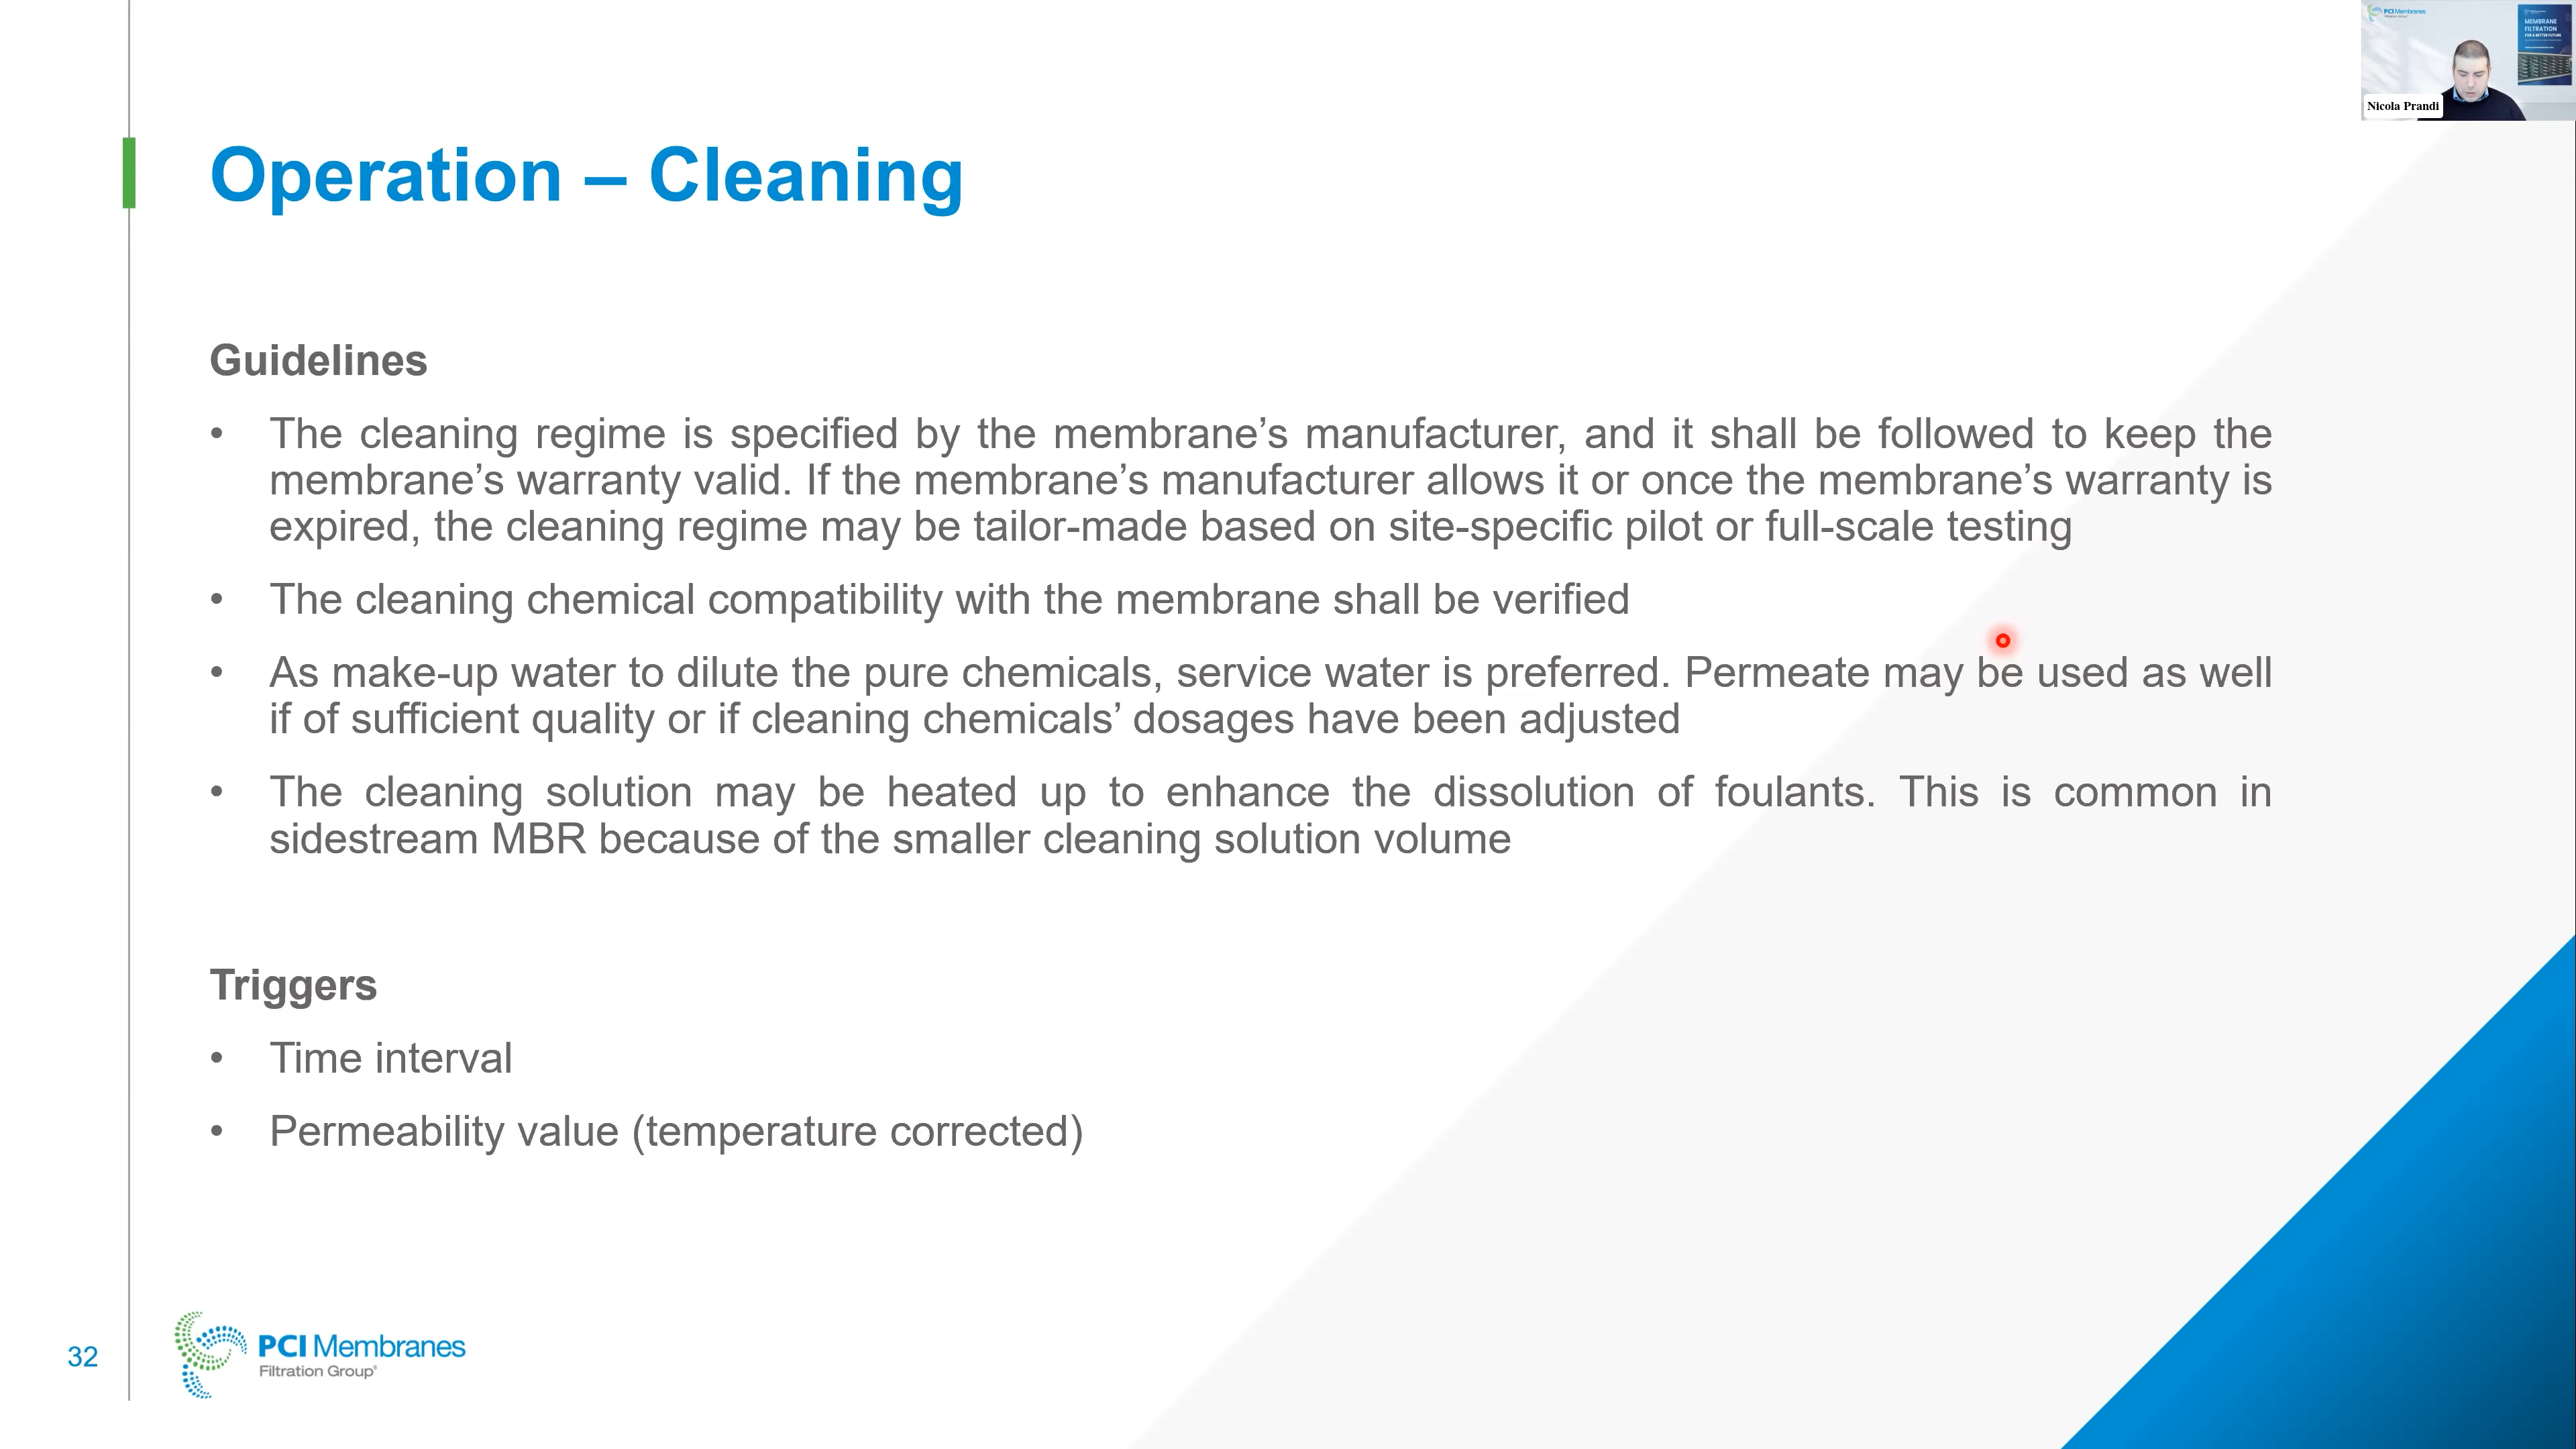 PCI Membranes
MEMBRANE
FILTRATION
FOR A BETTER FUTURE
Nicola Prandi
Operation – Cleaning
Guidelines
• The cleaning regime is specified by the membrane’s manufacturer, and it shall be followed to keep the
membrane’s warranty valid. If the membrane’s manufacturer allows it or once the membrane’s warranty is
expired, the cleaning regime may be tailor-made based on site-specific pilot or full-scale testing
• The cleaning chemical compatibility with the membrane shall be verified
• As make-up water to dilute the pure chemicals, service water is preferred. Permeate may be used as well
if of sufficient quality or if cleaning chemicals’ dosages have been adjusted
• The cleaning solution may be heated up to enhance the dissolution of foulants. This is common in
sidestream MBR because of the smaller cleaning solution volume
Triggers
• Time interval
• Permeability value (temperature corrected)
32
PCI Membranes
Filtration Group®